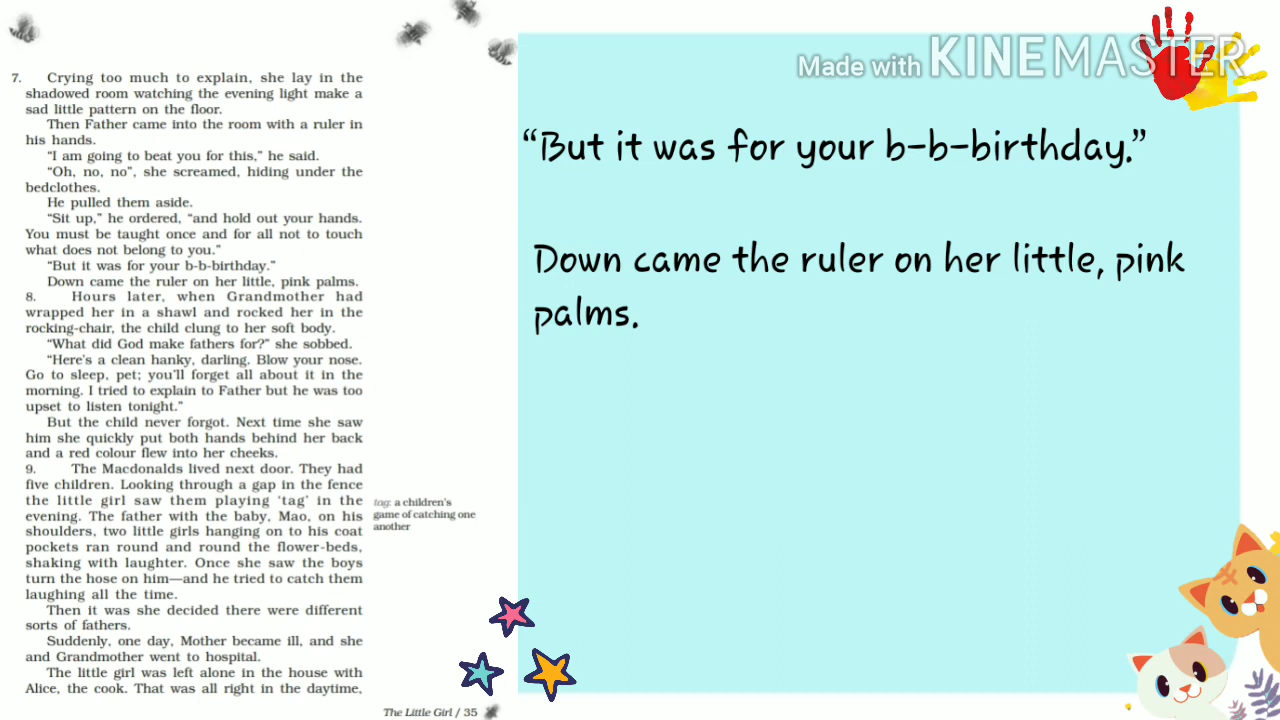 7. Crying too much to explain, she lay in the
shadowed room watching the evening light make a
sad little pattern on the floor.
Then Father came into the room with a ruler in
his hands.
“I am going to beat you for this,” he said.
“Oh, no, no”, she screamed, hiding under the
bedclothes.
He pulled them aside.
“Sit up,” he ordered, “and hold out your hands.
You must be taught once and for all not to touch
what does not belong to you.”
“But it was for your b-b-birthday.”
Down came the ruler on her little, pink palms.
8. Hours later, when Grandmother had
wrapped her in a shawl and rocked her in the
rocking-chair, the child clung to her soft body.
“What did God make fathers for?” she sobbed.
“Here’s a clean hanky, darling. Blow your nose.
Go to sleep, pet; you’ll forget all about it in the
morning. I tried to explain to Father but he was too
upset to listen tonight.”
But the child never forgot. Next time she saw
him she quickly put both hands behind her back
and a red colour flew into her cheeks.
9. The Macdonalds lived next door. They had
five children. Looking through a gap in the fence
the little girl saw them playing ‘tag’ in the
evening. The father with the baby, Mao, on his
shoulders, two little girls hanging on to his coat
pockets ran round and round the flower-beds,
shaking with laughter. Once she saw the boys
turn the hose on him—and he tried to catch them
laughing all the time.
Then it was she decided there were different
sorts of fathers.
Suddenly, one day, Mother became ill, and she
and Grandmother went to hospital.
The little girl was left alone in the house with
Alice, the cook. That was all right in the daytime,
tag: a children’s
game of catching one
another
The Little Girl / 35
Made with KINEMASTER
“But it was for your b-b-birthday.”
Down came the ruler on her little, pink
palms.